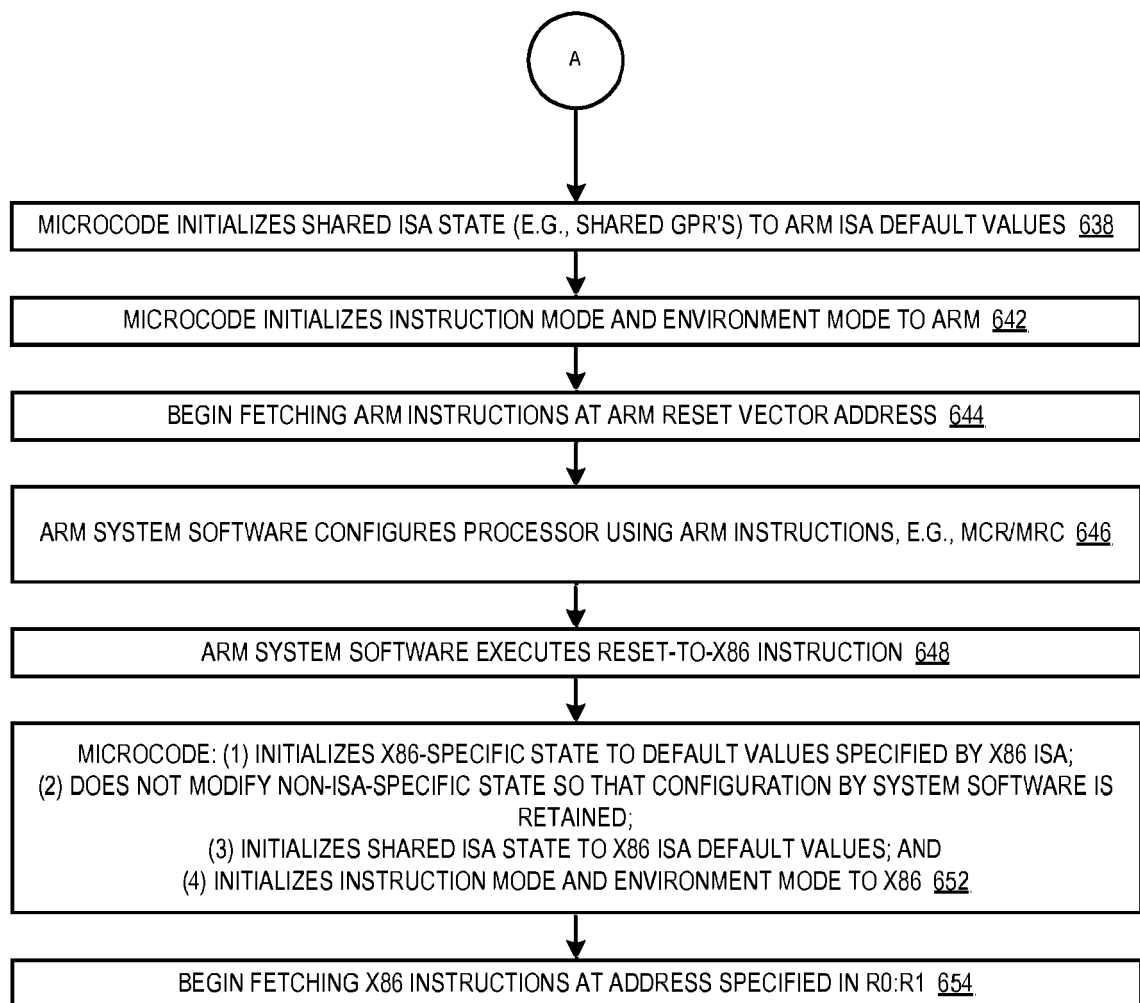 A
MICROCODE INITIALIZES SHARED ISA STATE (E.G., SHARED GPR'S) TO ARM ISA DEFAULT VALUES 638
MICROCODE INITIALIZES INSTRUCTION MODE AND ENVIRONMENT MODE TO ARM 642
BEGIN FETCHING ARM INSTRUCTIONS AT ARM RESET VECTOR ADDRESS 644
ARM SYSTEM SOFTWARE CONFIGURES PROCESSOR USING ARM INSTRUCTIONS, E.G., MCR/MRC 646
ARM SYSTEM SOFTWARE EXECUTES RESET-TO-X86 INSTRUCTION 648
MICROCODE: (1) INITIALIZES X86-SPECIFIC STATE TO DEFAULT VALUES SPECIFIED BY X86 ISA;
(2) DOES NOT MODIFY NON-ISA-SPECIFIC STATE SO THAT CONFIGURATION BY SYSTEM SOFTWARE IS
RETAINED;
(3) INITIALIZES SHARED ISA STATE TO X86 ISA DEFAULT VALUES; AND
(4) INITIALIZES INSTRUCTION MODE AND ENVIRONMENT MODE TO X86 652
BEGIN FETCHING X86 INSTRUCTIONS AT ADDRESS SPECIFIED IN R0:R1 654